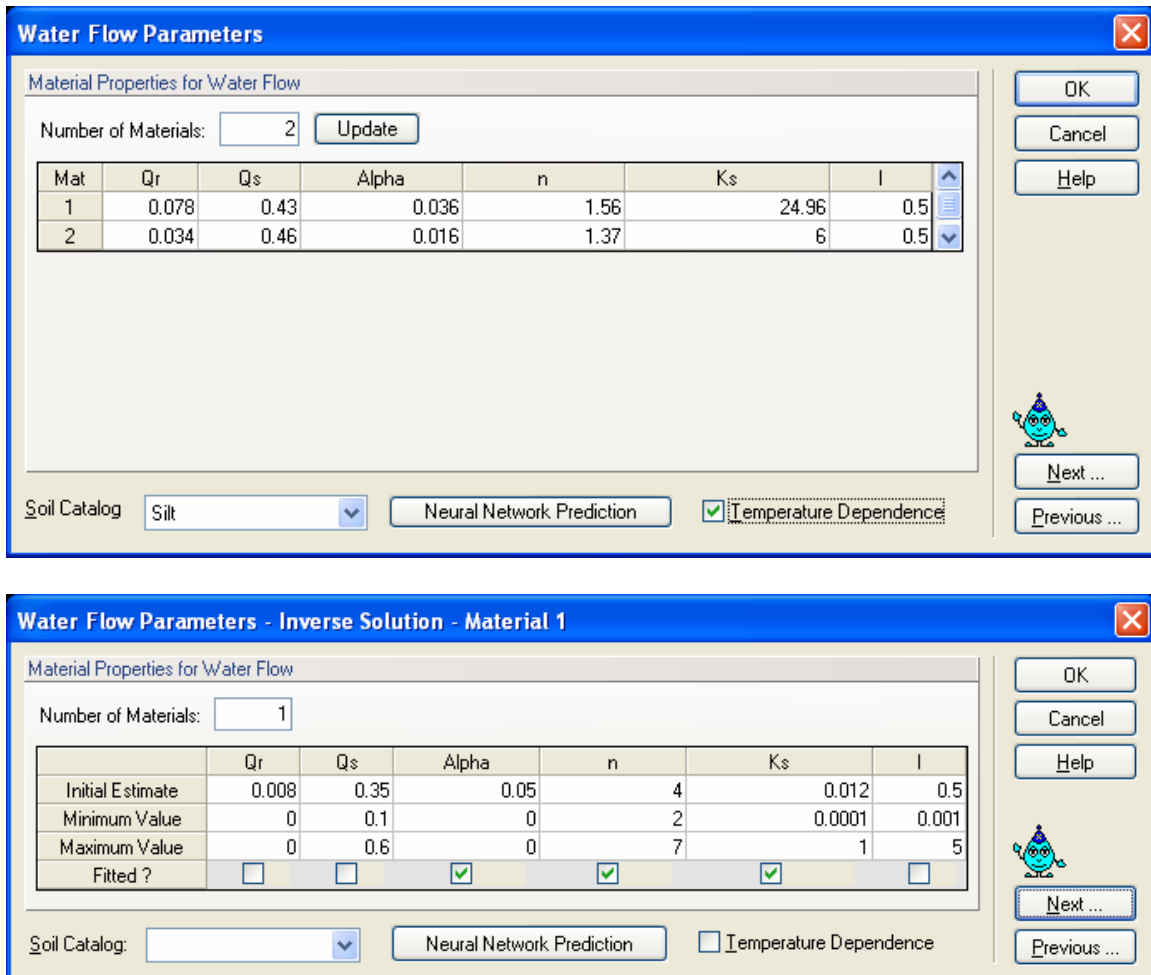 Water Flow Parameters
Material Properties for Water Flow
Number of Materials: 2 Update
Mat Qr Qs Alpha n Ks l
1 0.078 0.43 0.036 1.56 24.96 0.5
2 0.034 0.46 0.016 1.37 6 0.5
Soil Catalog Silt Neural Network Prediction Temperature Dependence
OK
Cancel
Help
Next ...
Previous ...
Water Flow Parameters - Inverse Solution - Material 1
Material Properties for Water Flow
Number of Materials: 1
Qr Qs Alpha n Ks l
Initial Estimate 0.008 0.35 0.05 4 0.012 0.5
Minimum Value 0 0.1 0 2 0.0001 0.001
Maximum Value 0 0.6 0 7 1 5
Fitted ?
Soil Catalog: Neural Network Prediction Temperature Dependence
OK
Cancel
Help
Next ...
Previous ...